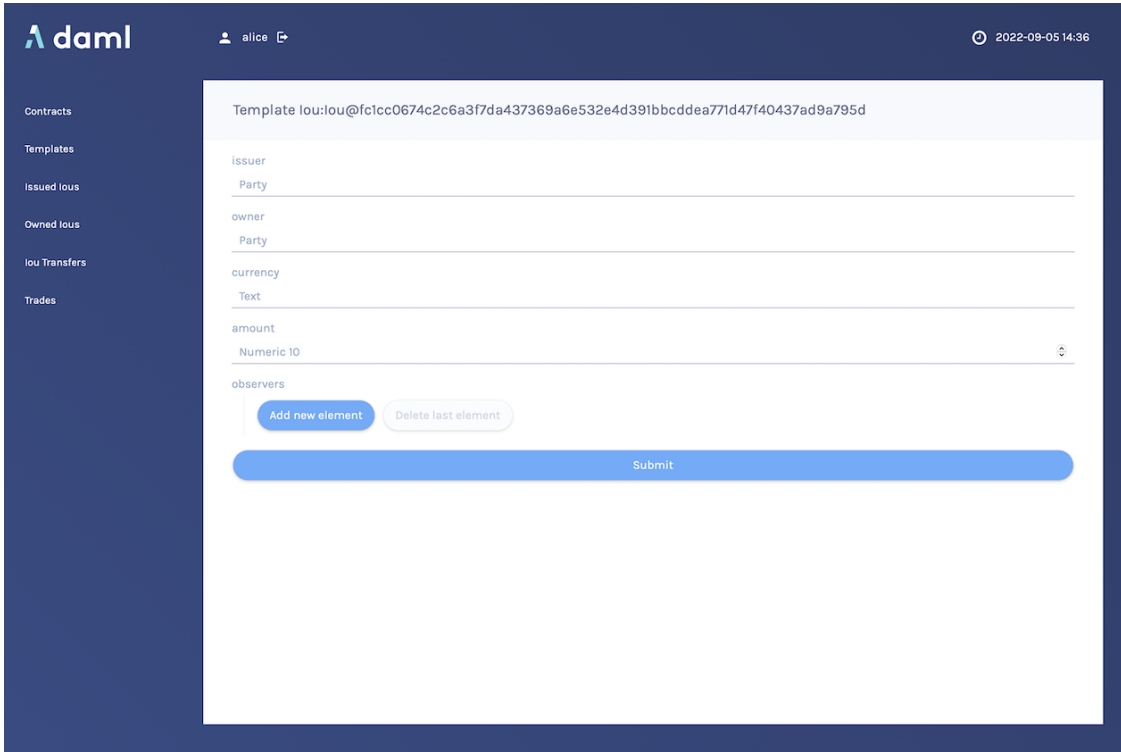 daml
alice
2022-09-05 14:36
Contracts
Templates
Issued Ious
Owned Ious
Iou Transfers
Trades
Template Iou:Iou@fc1cc0674c2c6a3f7da437369a6e532e4d391bbcddea771d47f40437ad9a795d
issuer
Party
owner
Party
currency
Text
amount
Numeric 10
observers
Add new element Delete last element
Submit